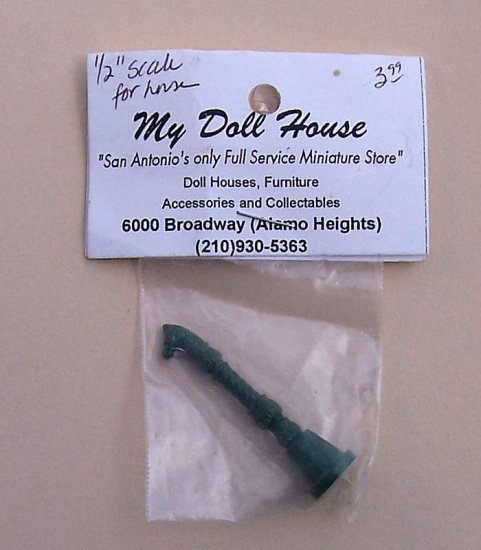 1/2" scale
for horse
3.99
My Doll House
"San Antonio's only Full Service Miniature Store"
Doll Houses, Furniture
Accessories and Collectables
6000 Broadway (Alamo Heights)
(210)930-5363